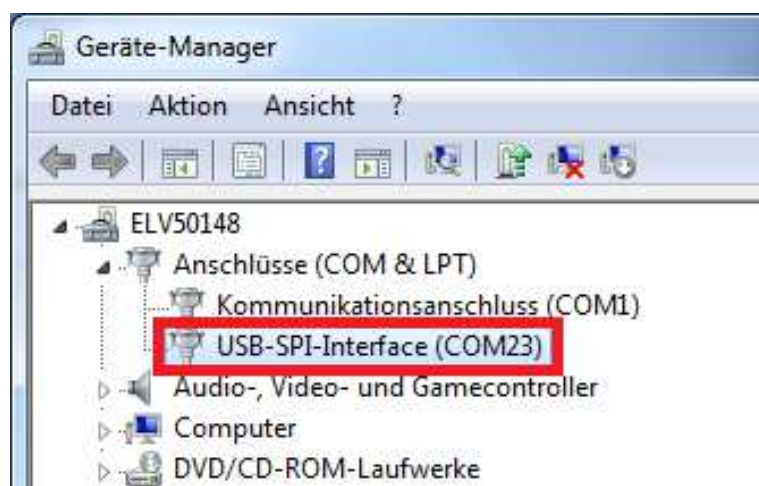 Geräte-Manager
Datei Aktion Ansicht ?
ELV50148
Anschlüsse (COM & LPT)
Kommunikationsanschluss (COM1)
USB-SPI-Interface (COM23)
Audio-, Video- und Gamecontroller
Computer
DVD/CD-ROM-Laufwerke